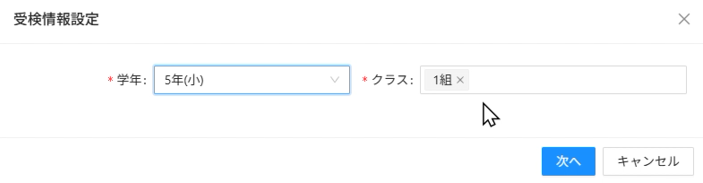 受検情報設定
* 学年: 5年(小) * クラス: 1組 ×
次へ キャンセル